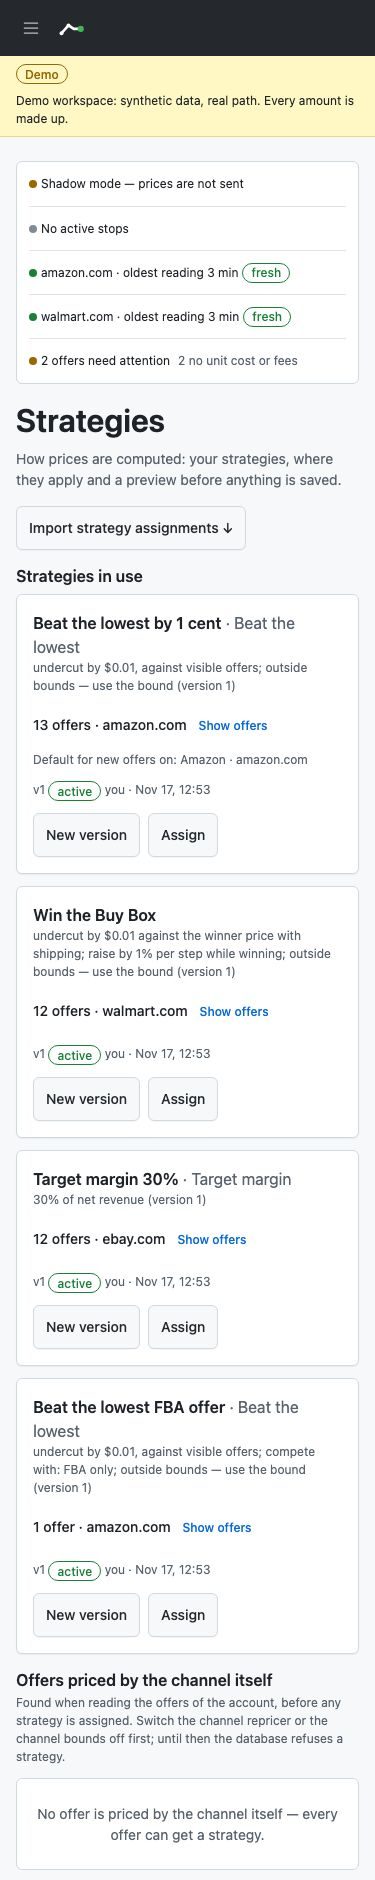 Demo
Demo workspace: synthetic data, real path. Every amount is
made up.
Shadow mode — prices are not sent
No active stops
amazon.com · oldest reading 3 min fresh
walmart.com · oldest reading 3 min fresh
2 offers need attention 2 no unit cost or fees
Strategies
How prices are computed: your strategies, where
they apply and a preview before anything is saved.
Import strategy assignments ↓
Strategies in use
Beat the lowest by 1 cent · Beat the
lowest
undercut by $0.01, against visible offers; outside
bounds — use the bound (version 1)
13 offers · amazon.com Show offers
Default for new offers on: Amazon · amazon.com
v1 active you · Nov 17, 12:53
New version Assign
Win the Buy Box
undercut by $0.01 against the winner price with
shipping; raise by 1% per step while winning; outside
bounds — use the bound (version 1)
12 offers · walmart.com Show offers
v1 active you · Nov 17, 12:53
New version Assign
Target margin 30% · Target margin
30% of net revenue (version 1)
12 offers · ebay.com Show offers
v1 active you · Nov 17, 12:53
New version Assign
Beat the lowest FBA offer · Beat the
lowest
undercut by $0.01, against visible offers; compete
with: FBA only; outside bounds — use the bound
(version 1)
1 offer · amazon.com Show offers
v1 active you · Nov 17, 12:53
New version Assign
Offers priced by the channel itself
Found when reading the offers of the account, before any
strategy is assigned. Switch the channel repricer or the
channel bounds off first; until then the database refuses a
strategy.
No offer is priced by the channel itself — every
offer can get a strategy.